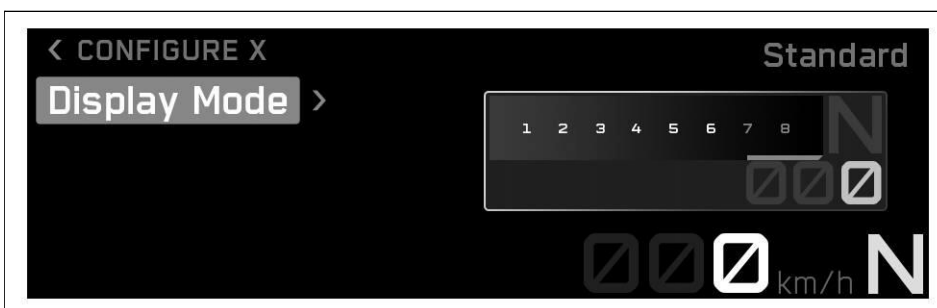 < CONFIGURE X
Standard
Display Mode >
1 2 3 4 5 6 7 8 N
000
000 km/h N